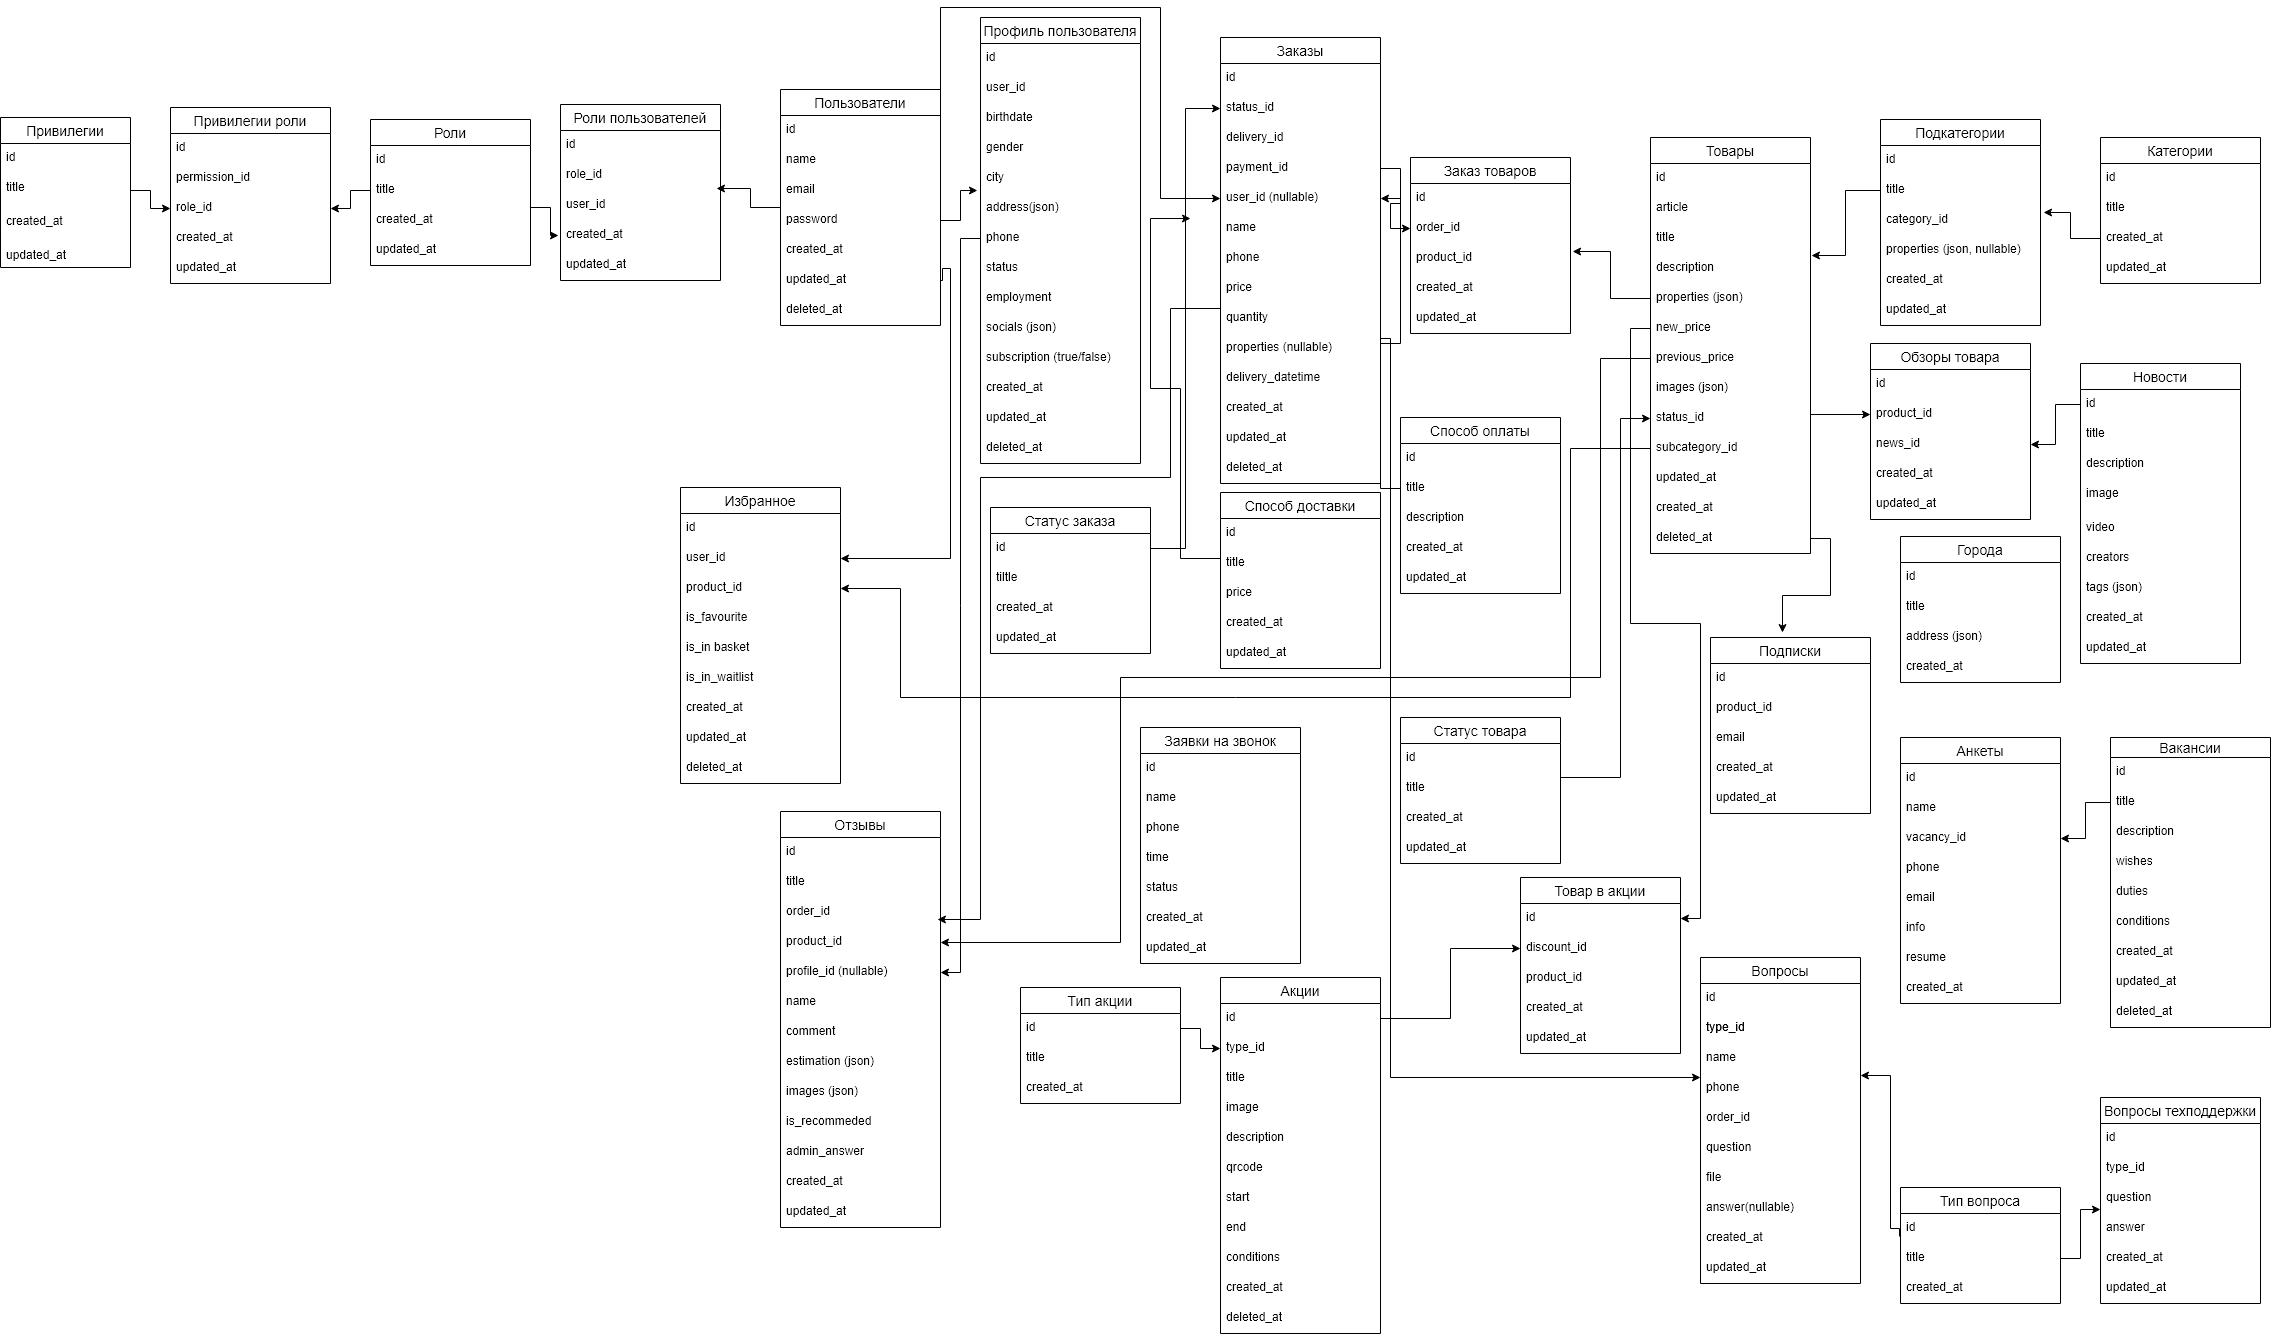 Привилегии
id
title
created_at
updated_at
Привилегии роли
id
permission_id
role_id
created_at
updated_at
Роли
id
title
created_at
updated_at
Роли пользователей
id
role_id
user_id
created_at
updated_at
Пользователи
id
name
email
password
created_at
updated_at
deleted_at
Профиль пользователя
id
user_id
birthdate
gender
city
address(json)
phone
status
employment
socials (json)
subscription (true/false)
created_at
updated_at
deleted_at
Заказы
id
status_id
delivery_id
payment_id
user_id (nullable)
name
phone
price
quantity
properties (nullable)
delivery_datetime
created_at
updated_at
deleted_at
Заказ товаров
id
order_id
product_id
created_at
updated_at
Товары
id
article
title
description
properties (json)
new_price
previous_price
images (json)
status_id
subcategory_id
updated_at
created_at
deleted_at
Подкатегории
id
title
category_id
properties (json, nullable)
created_at
updated_at
Категории
id
title
created_at
updated_at
Обзоры товара
id
product_id
news_id
created_at
updated_at
Новости
id
title
description
image
video
creators
tags (json)
created_at
updated_at
Избранное
id
user_id
product_id
is_favourite
is_in basket
is_in_waitlist
created_at
updated_at
deleted_at
Статус заказа
id
tiltle
created_at
updated_at
Способ доставки
id
title
price
created_at
updated_at
Способ оплаты
id
title
description
created_at
updated_at
Города
id
title
address (json)
created_at
Подписки
id
product_id
email
created_at
updated_at
Заявки на звонок
id
name
phone
time
status
created_at
updated_at
Статус товара
id
title
created_at
updated_at
Анкеты
id
name
vacancy_id
phone
email
info
resume
created_at
Вакансии
id
title
description
wishes
duties
conditions
created_at
updated_at
deleted_at
Отзывы
id
title
order_id
product_id
profile_id (nullable)
name
comment
estimation (json)
images (json)
is_recommeded
admin_answer
created_at
updated_at
Тип акции
id
title
created_at
Акции
id
type_id
title
image
description
qrcode
start
end
conditions
created_at
deleted_at
Товар в акции
id
discount_id
product_id
created_at
updated_at
Вопросы
id
type_id
name
phone
order_id
question
file
answer(nullable)
created_at
updated_at
Тип вопроса
id
title
created_at
Вопросы техподдержки
id
type_id
question
answer
created_at
updated_at